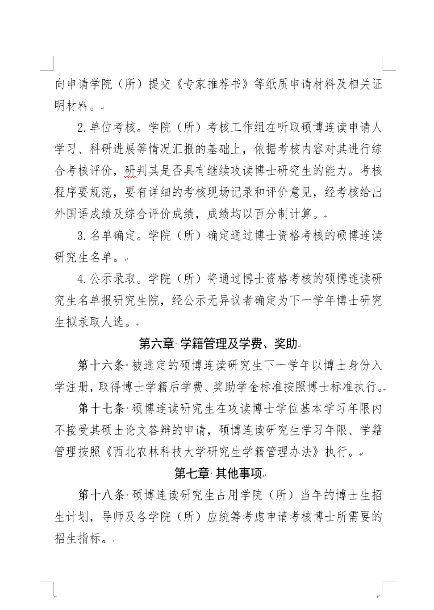 向申请学院（所）提交《专家推荐书》等纸质申请材料及相关证
明材料。
2.单位考核。学院（所）考核工作组在听取硕博连读申请人
学习、科研进展等情况汇报的基础上，依据考核内容对其进行综
合考核评价，研判其是否具有继续攻读博士研究生的能力。考核
程序要规范，要有详细的考核现场记录和评价意见，经考核给出
外国语成绩及综合评价成绩，成绩均以百分制计算。
3.名单确定。学院（所）确定通过博士资格考核的硕博连读
研究生名单。
4.公示录取。学院（所）将通过博士资格考核的硕博连读研
究生名单报研究生院，经公示无异议者确定为下一学年博士研究
生拟录取人选。
第六章 学籍管理及学费、奖助
第十六条 被选定的硕博连读研究生下一学年以博士身份入
学注册，取得博士学籍后学费、奖助学金标准按照博士标准执行。
第十七条 硕博连读研究生在攻读博士学位基本学习年限内
不接受其硕士论文答辩的申请，硕博连读研究生学习年限、学籍
管理按照《西北农林科技大学研究生学籍管理办法》执行。
第七章 其他事项
第十八条 硕博连读研究生占用学院（所）当年的博士生招
生计划，导师及各学院（所）应统筹考虑申请考核博士所需要的
招生指标。